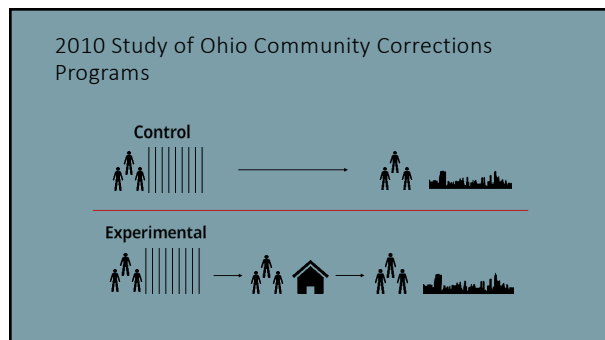 2010 Study of Ohio Community Corrections
Programs
Control
Experimental